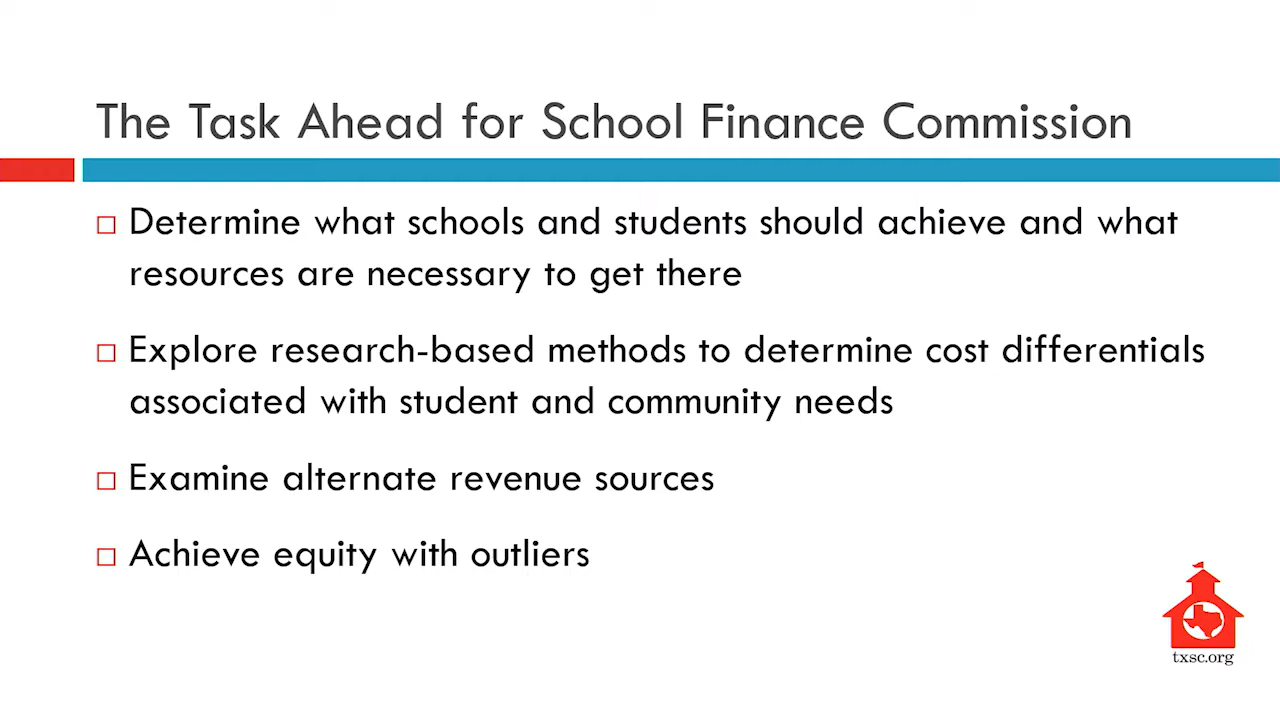 The Task Ahead for School Finance Commission
Determine what schools and students should achieve and what
resources are necessary to get there
Explore research-based methods to determine cost differentials
associated with student and community needs
Examine alternate revenue sources
Achieve equity with outliers
txsc.org